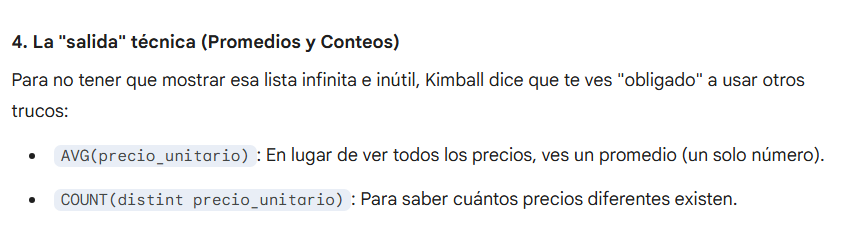 4. La "salida" técnica (Promedios y Conteos)
Para no tener que mostrar esa lista infinita e inútil, Kimball dice que te ves "obligado" a usar otros
trucos:
• AVG(precio_unitario) : En lugar de ver todos los precios, ves un promedio (un solo número).
• COUNT(distint precio_unitario) : Para saber cuántos precios diferentes existen.